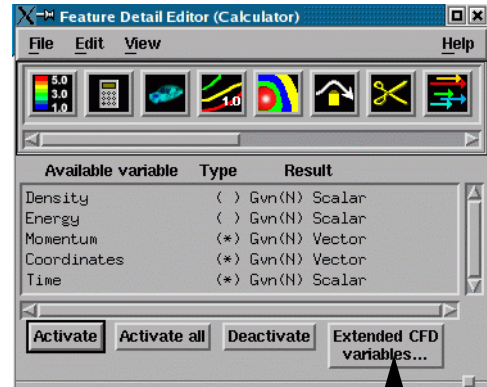 Feature Detail Editor (Calculator)
File Edit View Help
5.0
3.0
1.0
1.0
Available variable Type Result
Density ( ) Gvn(N) Scalar
Energy ( ) Gvn(N) Scalar
Momentum (*) Gvn(N) Vector
Coordinates (*) Gvn(N) Vector
Time (*) Gvn(N) Scalar
Activate Activate all Deactivate Extended CFD
variables...